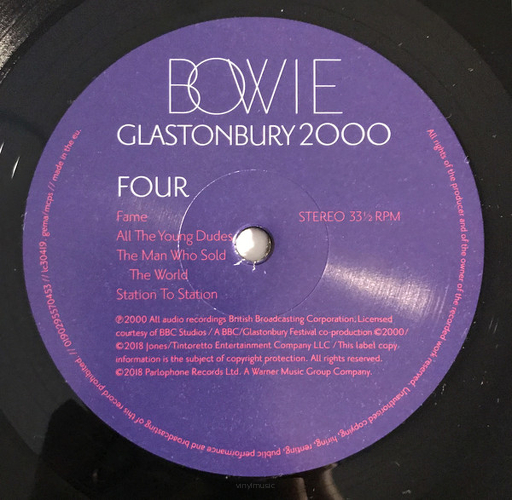 BOWIE
GLASTONBURY 2000
FOUR
Fame
STEREO 33⅓ RPM
All The Young Dudes
The Man Who Sold
The World
Station To Station
℗2000 All audio recordings British Broadcasting Corporation. Licensed
courtesy of BBC Studios / A BBC/Glastonbury Festival co-production ©2000/
©2018 Jones/Tintoretto Entertainment Company LLC / This label copy
information is the subject of copyright protection. All rights reserved.
©2018 Parlophone Records Ltd. A Warner Music Group Company.
All rights of the producer and of the owner of the recorded work reserved. Unauthorised copying, hiring, renting, public performance and broadcasting of this record prohibited // 0190295570453 // lc30419. gema/mcps // made in the eu.
vinylmusic